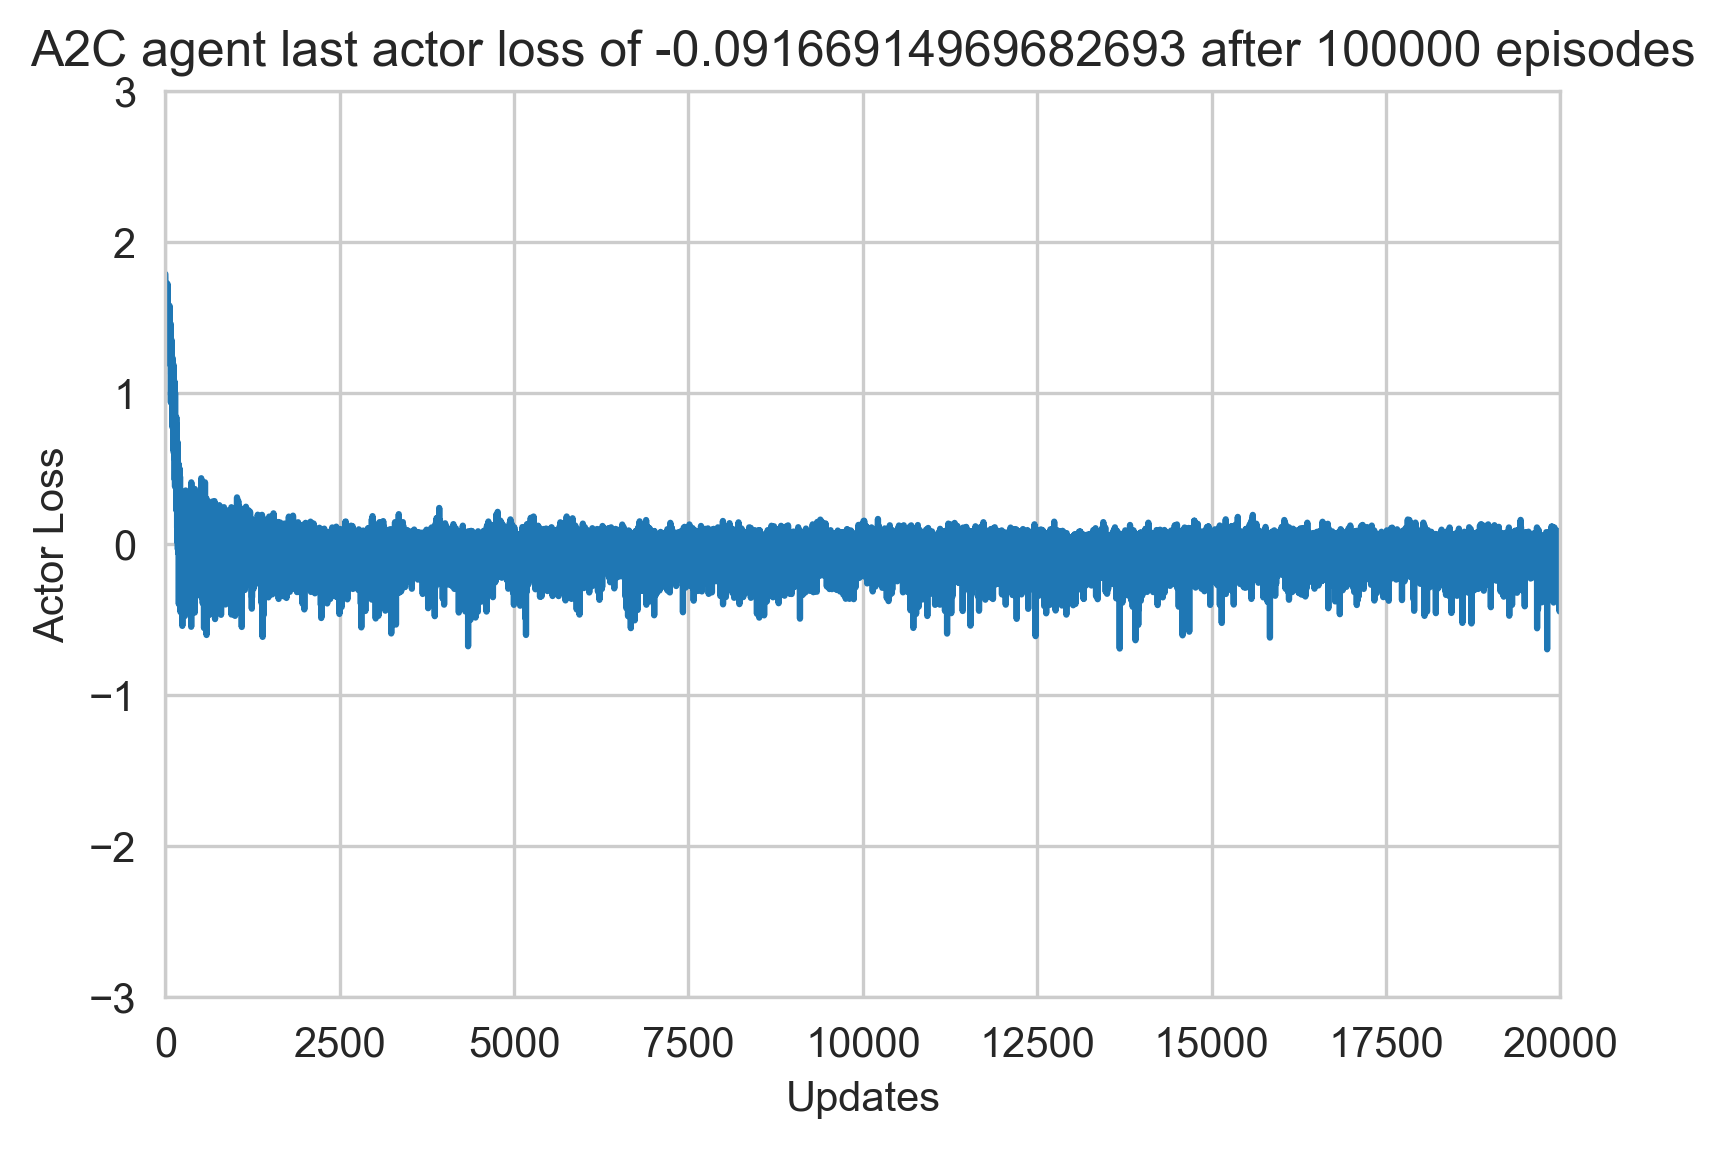 A2C agent last actor loss of -0.09166914969682693 after 100000 episodes
3
2
1
0
−1
−2
−3
Actor Loss
0 2500 5000 7500 10000 12500 15000 17500 20000
Updates